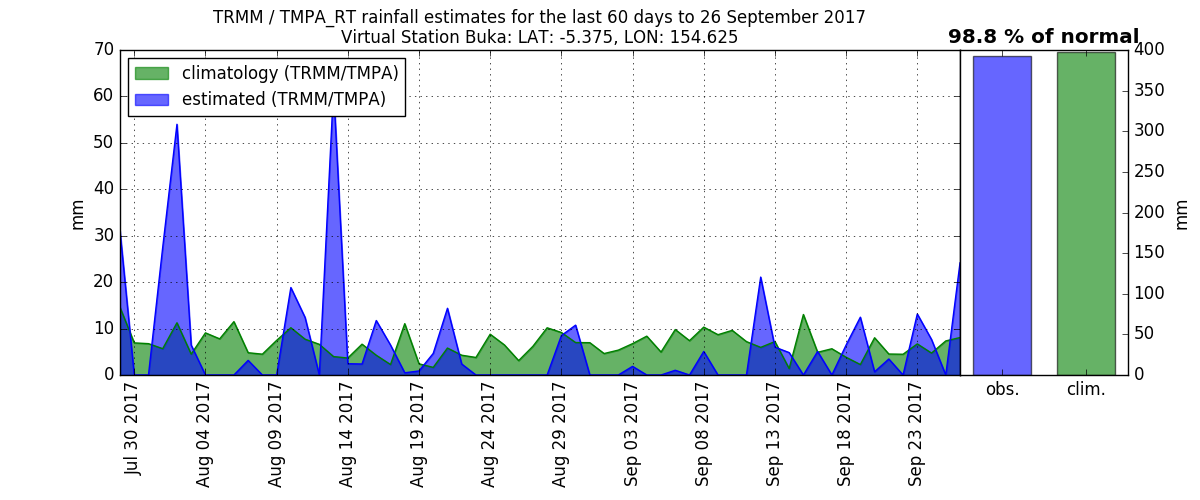 TRMM / TMPA_RT rainfall estimates for the last 60 days to 26 September 2017
Virtual Station Buka: LAT: -5.375, LON: 154.625
98.8 % of normal
climatology (TRMM/TMPA)
estimated (TRMM/TMPA)
70
60
50
40
30
20
10
0
mm
Jul 30 2017
Aug 04 2017
Aug 09 2017
Aug 14 2017
Aug 19 2017
Aug 24 2017
Aug 29 2017
Sep 03 2017
Sep 08 2017
Sep 13 2017
Sep 18 2017
Sep 23 2017
obs.
clim.
400
350
300
250
200
150
100
50
0
mm